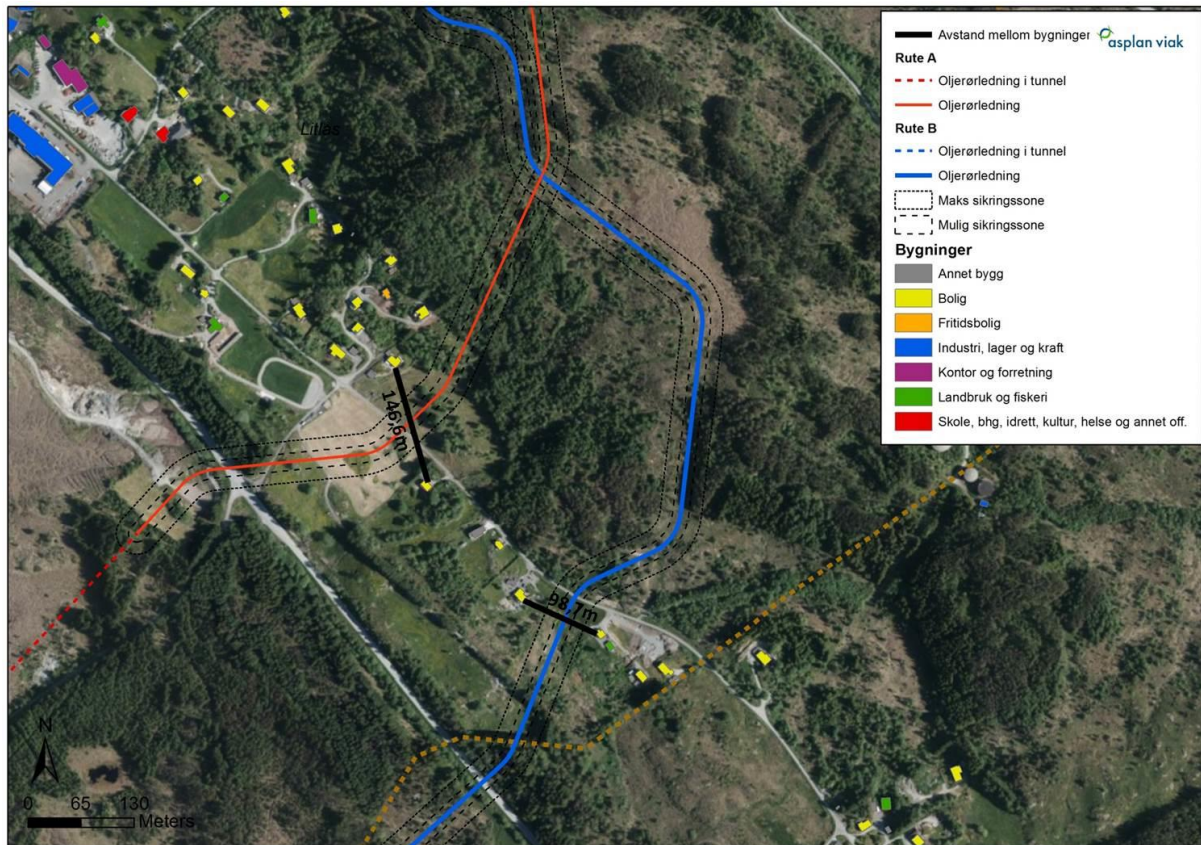 Avstand mellom bygninger
asplan viak
Rute A
Oljerørledning i tunnel
Oljerørledning
Rute B
Oljerørledning i tunnel
Oljerørledning
Maks sikringssone
Mulig sikringssone
Bygninger
Annet bygg
Bolig
Fritidsbolig
Industri, lager og kraft
Kontor og forretning
Landbruk og fiskeri
Skole, bhg, idrett, kultur, helse og annet off.
Litlås
146,6m
98,7m
N
0 65 130
Meters